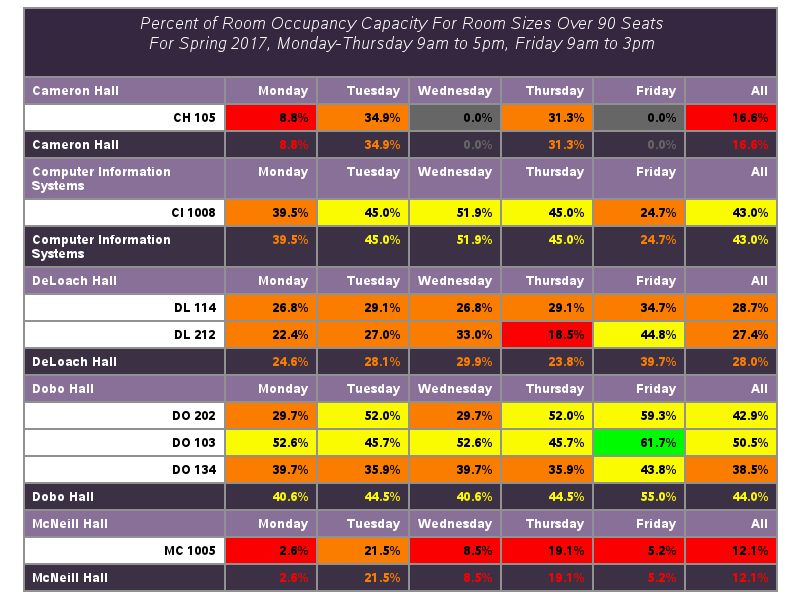 Percent of Room Occupancy Capacity For Room Sizes Over 90 Seats
For Spring 2017, Monday-Thursday 9am to 5pm, Friday 9am to 3pm
Cameron Hall Monday Tuesday Wednesday Thursday Friday All
CH 105 8.8% 34.9% 0.0% 31.3% 0.0% 16.6%
Cameron Hall 8.8% 34.9% 0.0% 31.3% 0.0% 16.6%
Computer Information Monday Tuesday Wednesday Thursday Friday All
Systems
CI 1008 39.5% 45.0% 51.9% 45.0% 24.7% 43.0%
Computer Information 39.5% 45.0% 51.9% 45.0% 24.7% 43.0%
Systems
DeLoach Hall Monday Tuesday Wednesday Thursday Friday All
DL 114 26.8% 29.1% 26.8% 29.1% 34.7% 28.7%
DL 212 22.4% 27.0% 33.0% 18.5% 44.8% 27.4%
DeLoach Hall 24.6% 28.1% 29.9% 23.8% 39.7% 28.0%
Dobo Hall Monday Tuesday Wednesday Thursday Friday All
DO 202 29.7% 52.0% 29.7% 52.0% 59.3% 42.9%
DO 103 52.6% 45.7% 52.6% 45.7% 61.7% 50.5%
DO 134 39.7% 35.9% 39.7% 35.9% 43.8% 38.5%
Dobo Hall 40.6% 44.5% 40.6% 44.5% 55.0% 44.0%
McNeill Hall Monday Tuesday Wednesday Thursday Friday All
MC 1005 2.6% 21.5% 8.5% 19.1% 5.2% 12.1%
McNeill Hall 2.6% 21.5% 8.5% 19.1% 5.2% 12.1%